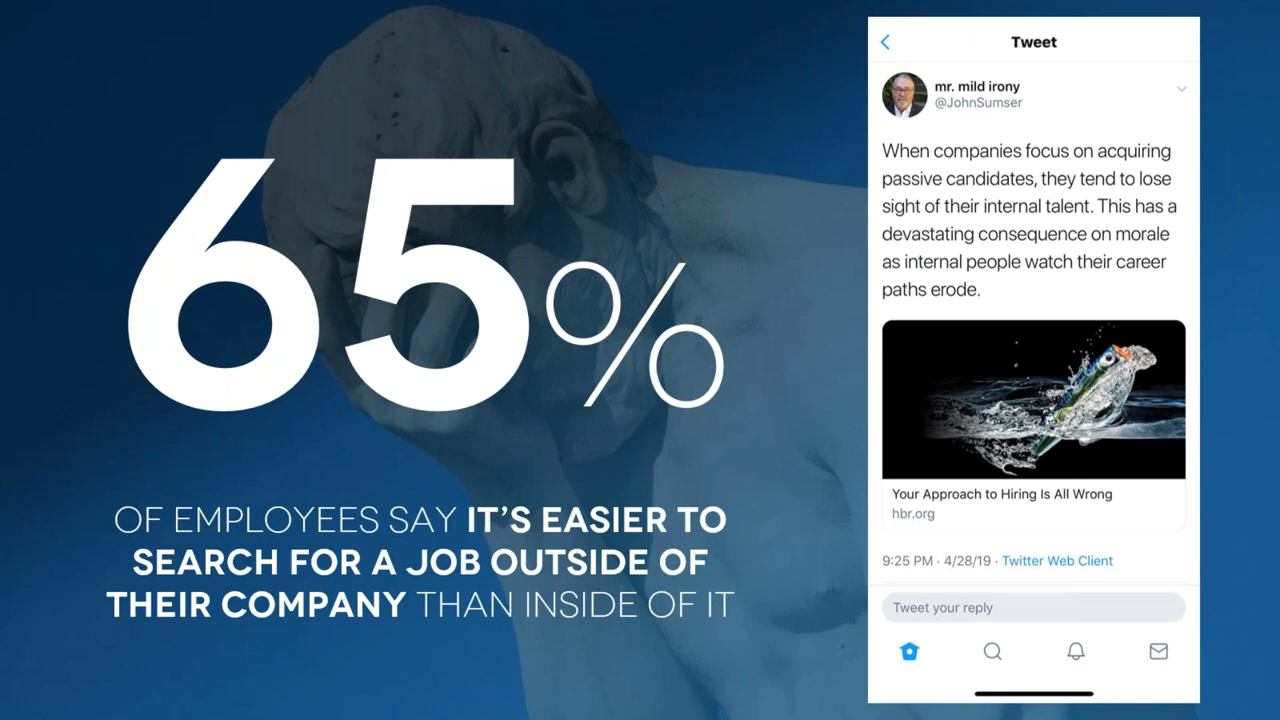 65%
OF EMPLOYEES SAY IT'S EASIER TO
SEARCH FOR A JOB OUTSIDE OF
THEIR COMPANY THAN INSIDE OF IT
Tweet
mr. mild irony
@JohnSumser
When companies focus on acquiring
passive candidates, they tend to lose
sight of their internal talent. This has a
devastating consequence on morale
as internal people watch their career
paths erode.
Your Approach to Hiring Is All Wrong
hbr.org
9:25 PM · 4/28/19 · Twitter Web Client
Tweet your reply